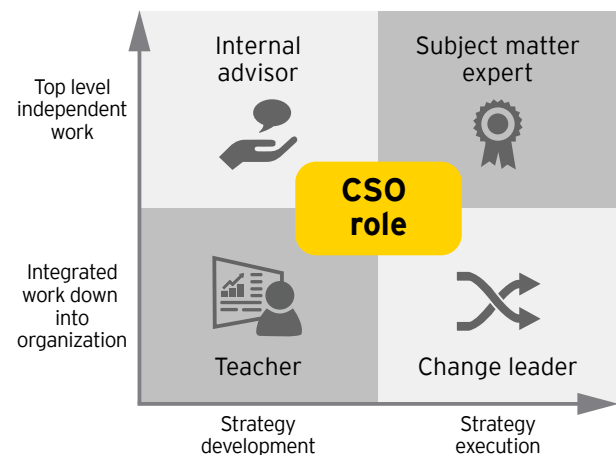 Internal
advisor
Subject matter
expert
Top level
independent
work
CSO
role
Integrated
work down
into
organization
Teacher
Change leader
Strategy
development
Strategy
execution